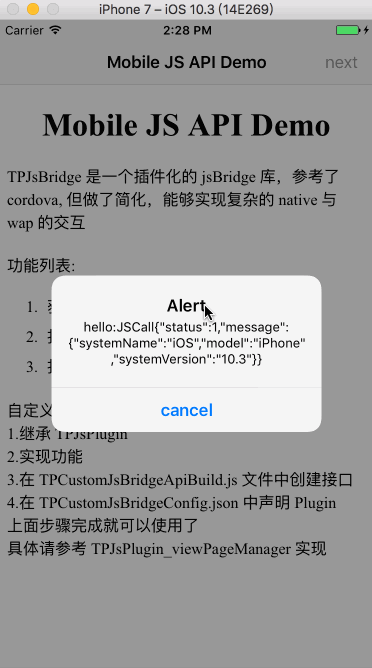 iPhone 7 – iOS 10.3 (14E269)
Carrier 2:28 PM
Mobile JS API Demo next
Mobile JS API Demo
TPJsBridge 是一个插件化的 jsBridge 库，参考了
cordova, 但做了简化，能够实现复杂的 native 与
wap 的交互
功能列表:
1.
2.
3.
Alert
hello:JSCall{"status":1,"message":
{"systemName":"iOS","model":"iPhone"
,"systemVersion":"10.3"}}
cancel
自定义
1.继承 TPJsPlugin
2.实现功能
3.在 TPCustomJsBridgeApiBuild.js 文件中创建接口
4.在 TPCustomJsBridgeConfig.json 中声明 Plugin
上面步骤完成就可以使用了
具体请参考 TPJsPlugin_viewPageManager 实现